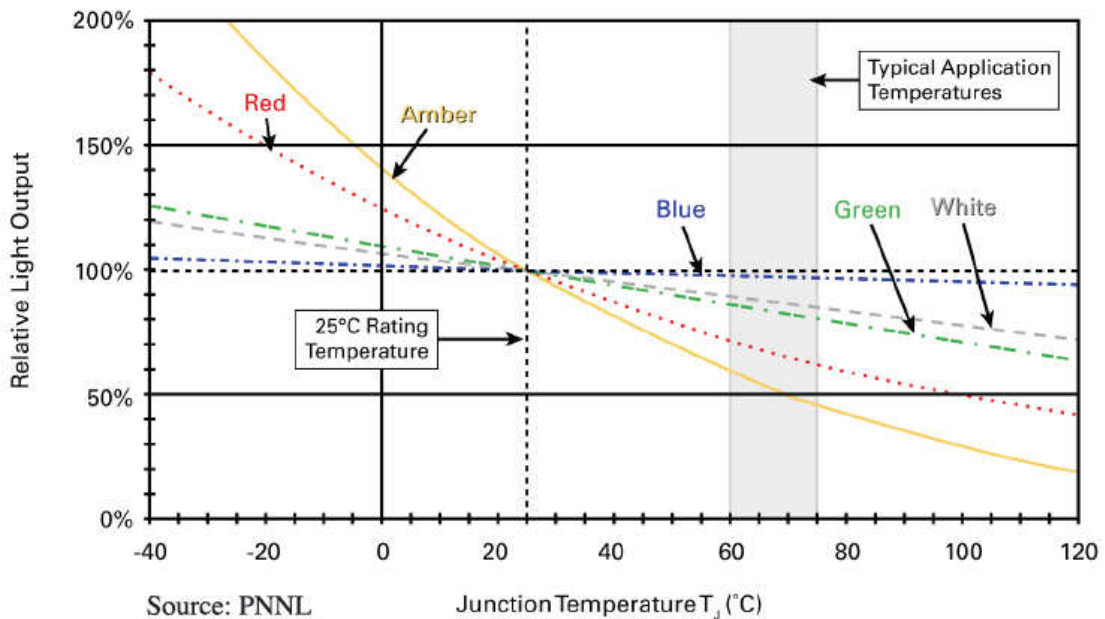 200%
150%
100%
50%
0%
Relative Light Output
Red
Amber
Blue
Green
White
Typical Application
Temperatures
25°C Rating
Temperature
-40 -20 0 20 40 60 80 100 120
Source: PNNL
Junction Temperature TJ (°C)